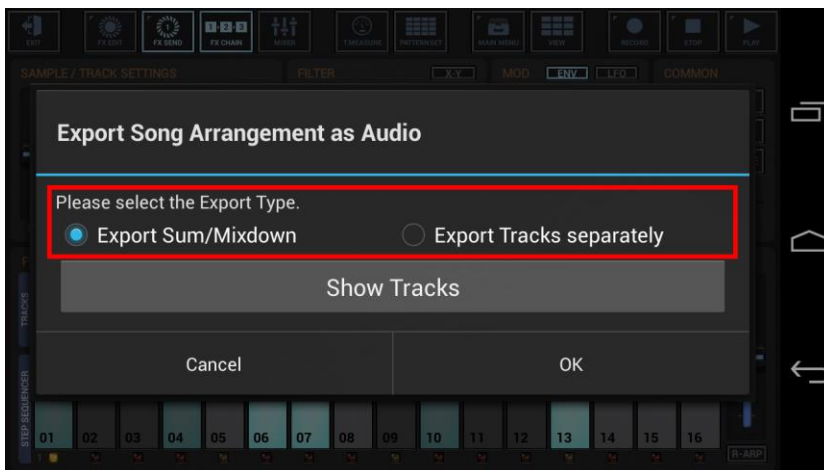 EXIT FX EDIT FX SEND 1-2-3 FX CHAIN MIXER T.MEASURE PATTERNSET MAIN MENU VIEW RECORD STOP PLAY
SAMPLE / TRACK SETTINGS FILTER X-Y MOD ENV LFO COMMON
Export Song Arrangement as Audio
Please select the Export Type.
Export Sum/Mixdown Export Tracks separately
Show Tracks
TRACKS
Cancel OK
STEP SEQUENCER
01 02 03 04 05 06 07 08 09 10 11 12 13 14 15 16
R-ARP